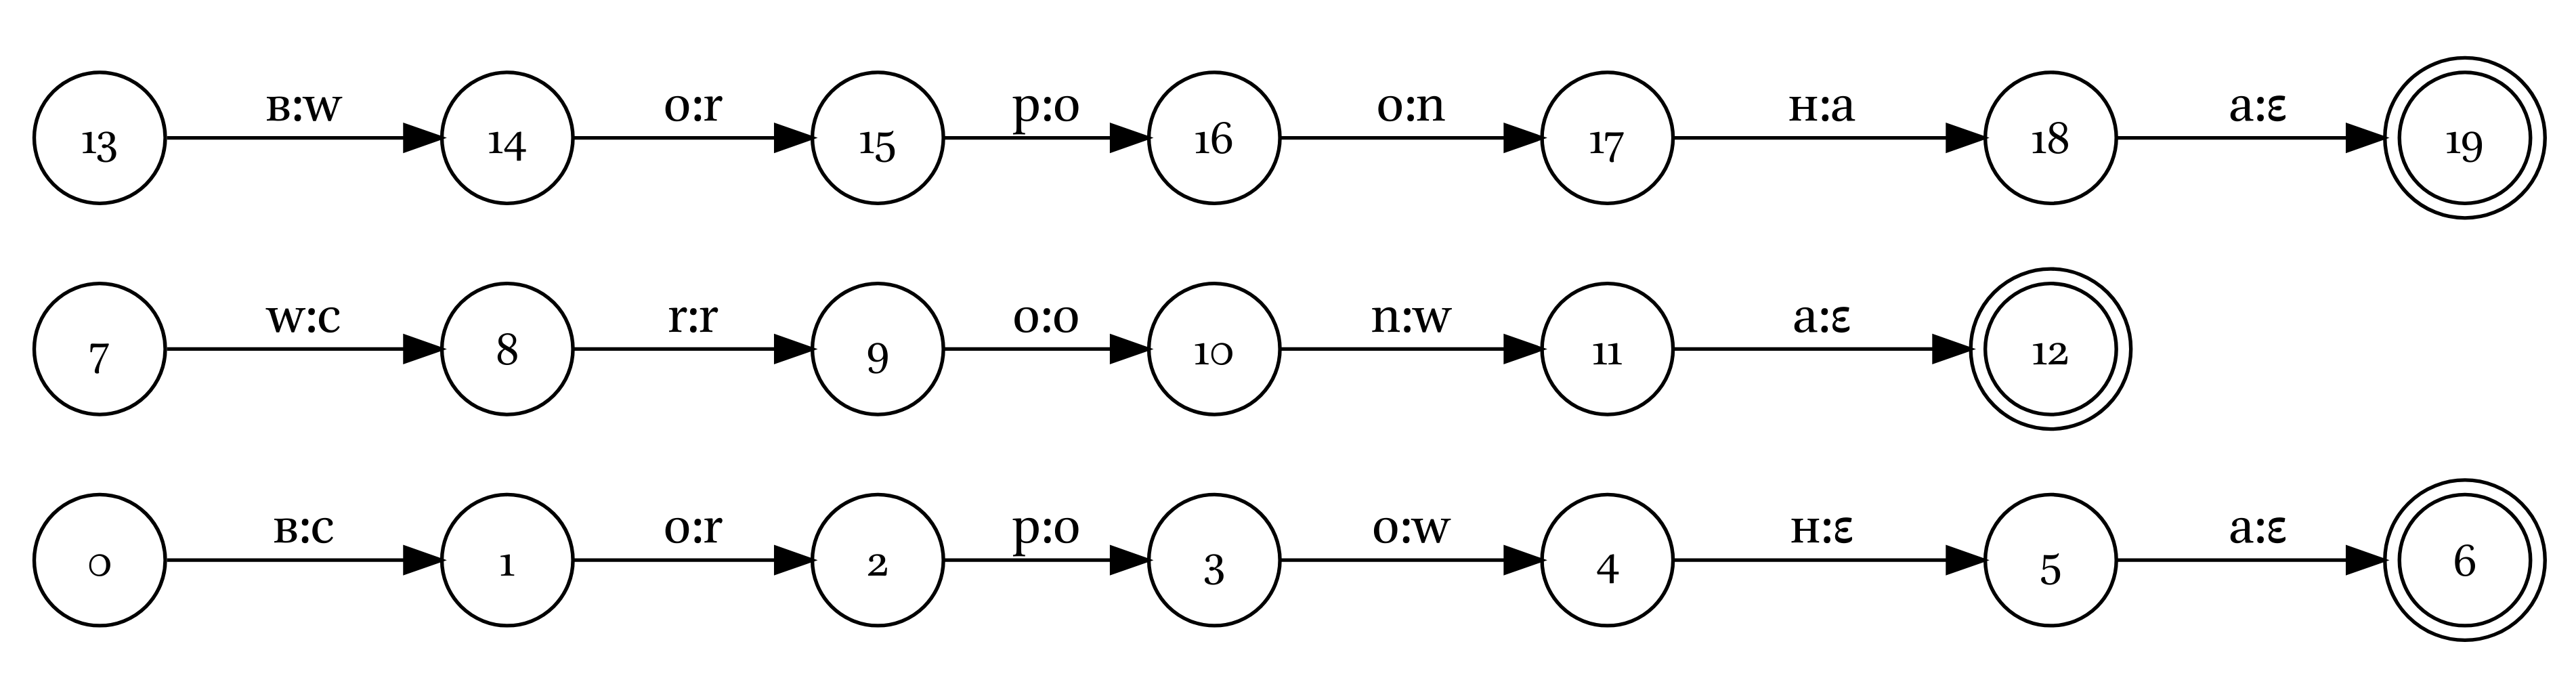 13 в:w 14 о:r 15 р:o 16 о:n 17 н:a 18 а:ε 19
7 w:c 8 r:r 9 o:o 10 n:w 11 a:ε 12
0 в:c 1 о:r 2 р:o 3 о:w 4 н:ε 5 а:ε 6